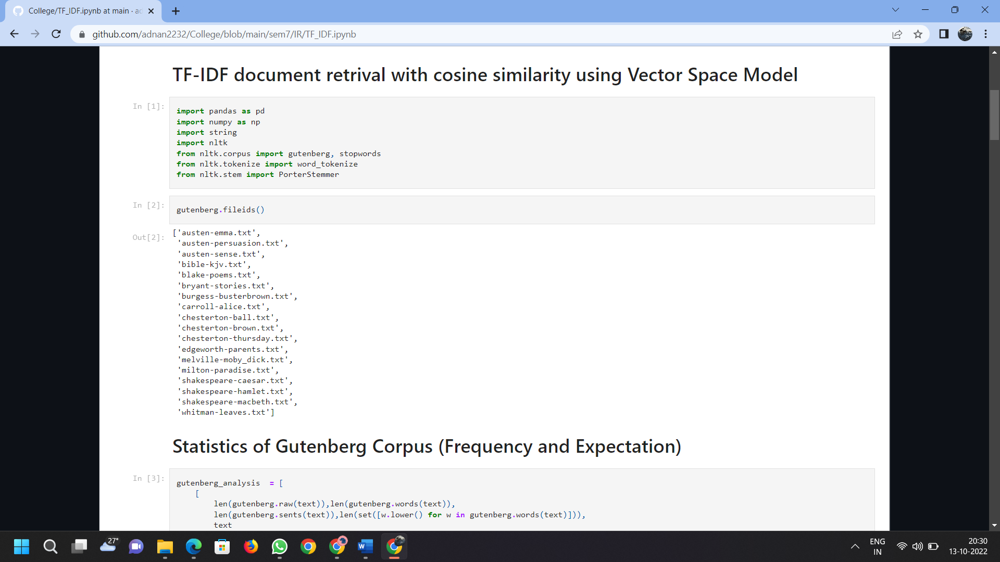 College/TF_IDF.ipynb at main · ad
github.com/adnan2232/College/blob/main/sem7/IR/TF_IDF.ipynb
TF-IDF document retrival with cosine similarity using Vector Space Model
In [1]:
import pandas as pd
import numpy as np
import string
import nltk
from nltk.corpus import gutenberg, stopwords
from nltk.tokenize import word_tokenize
from nltk.stem import PorterStemmer
In [2]:
gutenberg.fileids()
Out[2]:
['austen-emma.txt',
'austen-persuasion.txt',
'austen-sense.txt',
'bible-kjv.txt',
'blake-poems.txt',
'bryant-stories.txt',
'burgess-busterbrown.txt',
'carroll-alice.txt',
'chesterton-ball.txt',
'chesterton-brown.txt',
'chesterton-thursday.txt',
'edgeworth-parents.txt',
'melville-moby_dick.txt',
'milton-paradise.txt',
'shakespeare-caesar.txt',
'shakespeare-hamlet.txt',
'shakespeare-macbeth.txt',
'whitman-leaves.txt']
Statistics of Gutenberg Corpus (Frequency and Expectation)
In [3]:
gutenberg_analysis = [
[
len(gutenberg.raw(text)),len(gutenberg.words(text)),
len(gutenberg.sents(text)),len(set([w.lower() for w in gutenberg.words(text)])),
text
27°
W
ENG
IN
20:30
13-10-2022